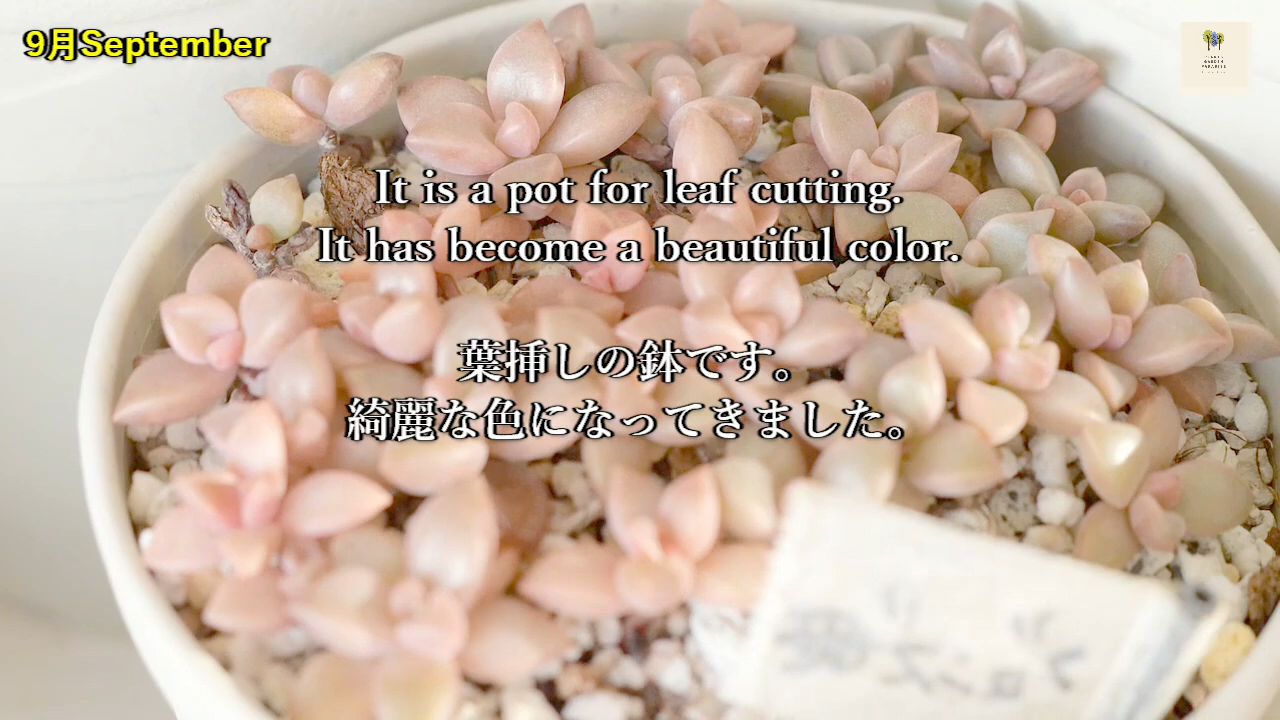 9月September
It is a pot for leaf cutting.
It has become a beautiful color.
葉挿しの鉢です。
綺麗な色になってきました。